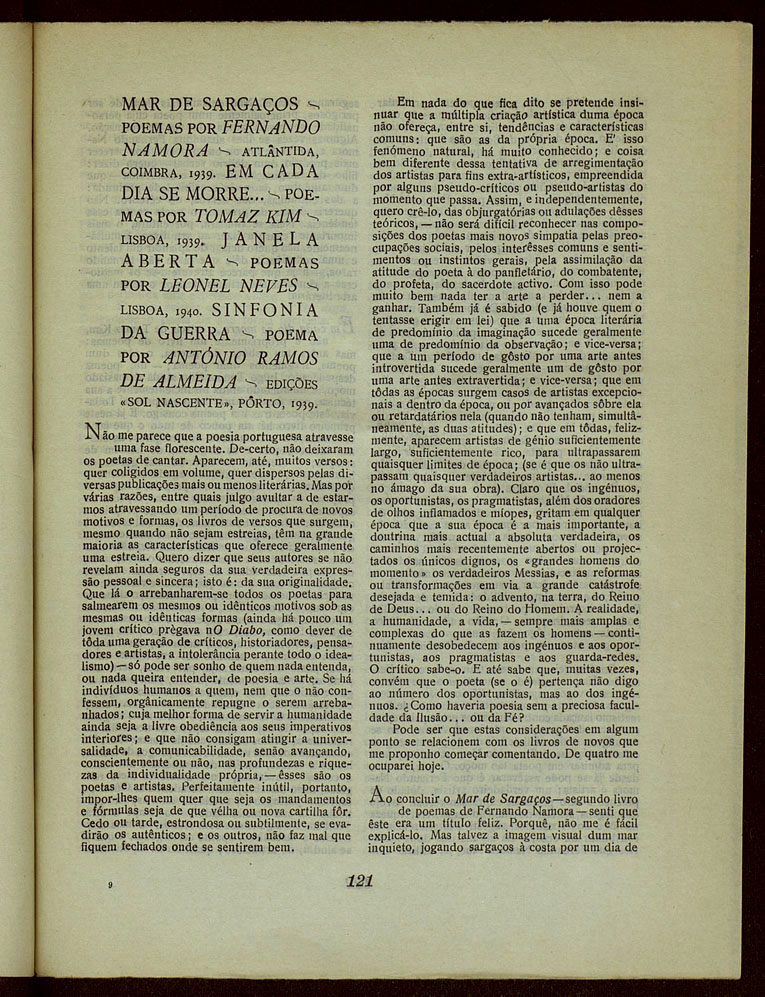 MAR DE SARGAÇOS ~
POEMAS POR FERNANDO
NAMORA ~ ATLÂNTIDA,
COIMBRA, 1939. EM CADA
DIA SE MORRE... ~ POE-
MAS POR TOMAZ KIM ~
LISBOA, 1939. JANELA
ABERTA ~ POEMAS
POR LEONEL NEVES ~
LISBOA, 1940. SINFONIA
DA GUERRA ~ POEMA
POR ANTÓNIO RAMOS
DE ALMEIDA ~ EDIÇÕES
«SOL NASCENTE», PÔRTO, 1939.
Não me parece que a poesia portuguesa atravesse
uma fase florescente. De-certo, não deixaram
os poetas de cantar. Aparecem, até, muitos versos:
quer coligidos em volume, quer dispersos pelas di-
versas publicações mais ou menos literárias. Mas por
várias razões, entre quais julgo avultar a de estar-
mos atravessando um período de procura de novos
motivos e formas, os livros de versos que surgem,
mesmo quando não sejam estreias, têm na grande
maioria as características que oferece geralmente
uma estreia. Quero dizer que seus autores se não
revelam ainda seguros da sua verdadeira expres-
são pessoal e sincera; isto é: da sua originalidade.
Que lá o arrebanharem-se todos os poetas para
salmearem os mesmos ou idênticos motivos sob as
mesmas ou idênticas formas (ainda há pouco um
jovem crítico prègava nO Diabo, como dever de
tôda uma geração de críticos, historiadores, pensa-
dores e artistas, a intolerância perante todo o idea-
lismo) — só pode ser sonho de quem nada entenda,
ou nada queira entender, de poesia e arte. Se há
indivíduos humanos a quem, nem que o não con-
fessem, orgânicamente repugne o serem arreba-
nhados; cuja melhor forma de servir a humanidade
ainda seja a livre obediência aos seus imperativos
interiores; e que não consigam atingir a univer-
salidade, a comunicabilidade, senão avançando,
conscientemente ou não, nas profundezas e rique-
zas da individualidade própria, — êsses são os
poetas e artistas. Perfeitamente inútil, portanto,
impor-lhes quem quer que seja os mandamentos
e fórmulas seja de que vélha ou nova cartilha fôr.
Cedo ou tarde, estrondosa ou subtilmente, se eva-
dirão os autênticos; e os outros, não faz mal que
fiquem fechados onde se sentirem bem.
Em nada do que fica dito se pretende insi-
nuar que a múltipla criação artística duma época
não ofereça, entre si, tendências e características
comuns: que são as da própria época. E' isso
fenómeno natural, há muito conhecido; e coisa
bem diferente dessa tentativa de arregimentação
dos artistas para fins extra-artísticos, empreendida
por alguns pseudo-críticos ou pseudo-artistas do
momento que passa. Assim, e independentemente,
quero crê-lo, das objurgatórias ou adulações dêsses
teóricos, — não será difícil reconhecer nas compo-
sições dos poetas mais novos simpatia pelas preo-
cupações sociais, pelos interêsses comuns e senti-
mentos ou instintos gerais, pela assimilação da
atitude do poeta à do panfletário, do combatente,
do profeta, do sacerdote activo. Com isso pode
muito bem nada ter a arte a perder... nem a
ganhar. Também já é sabido (e já houve quem o
tentasse erigir em lei) que a uma época literária
de predomínio da imaginação sucede geralmente
uma de predomínio da observação; e vice-versa;
que a um período de gôsto por uma arte antes
introvertida sucede geralmente um de gôsto por
uma arte antes extravertida; e vice-versa; que em
tôdas as épocas surgem casos de artistas excepcio-
nais a dentro da época, ou por avançados sôbre ela
ou retardatários nela (quando não tenham, simultâ-
neamente, as duas atitudes); e que em tôdas, feliz-
mente, aparecem artistas de génio suficientemente
largo, suficientemente rico, para ultrapassarem
quaisquer limites de época; (se é que os não ultra-
passam quaisquer verdadeiros artistas... ao menos
no âmago da sua obra). Claro que os ingénuos,
os oportunistas, os pragmatistas, além dos oradores
de olhos inflamados e míopes, gritam em qualquer
época que a sua época é a mais importante, a
doutrina mais actual a absoluta verdadeira, os
caminhos mais recentemente abertos ou projec-
tados os únicos dignos, os «grandes homens do
momento» os verdadeiros Messias, e as reformas
ou transformações em via a grande catástrofe
desejada e temida: o advento, na terra, do Reino
de Deus... ou do Reino do Homem. A realidade,
a humanidade, a vida, — sempre mais amplas e
complexas do que as fazem os homens — conti-
nuamente desobedecem aos ingénuos e aos opor-
tunistas, aos pragmatistas e aos guarda-redes.
O crítico sabe-o. E até sabe que, muitas vezes,
convém que o poeta (se o é) pertença não digo
ao número dos oportunistas, mas ao dos ingé-
nuos. ¿Como haveria poesia sem a preciosa facul-
dade da Ilusão... ou da Fé?
Pode ser que estas considerações em algum
ponto se relacionem com os livros de novos que
me proponho começar comentando. De quatro me
ocuparei hoje.
Ao concluir o Mar de Sargaços — segundo livro
de poemas de Fernando Namora — senti que
êste era um título feliz. Porquê, não me é fácil
explicá-lo. Mas talvez a imagem visual dum mar
inquieto, jogando sargaços à costa por um dia de
9
121